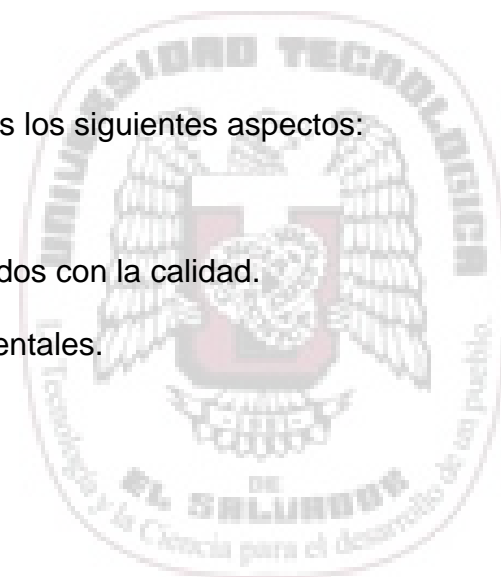 UNIVERSIDAD TECNOLOGICA
s los siguientes aspectos:
dos con la calidad.
entales.
DE
EL SALVADOR
Tecnología y la Ciencia para el desarrollo de un pueblo.